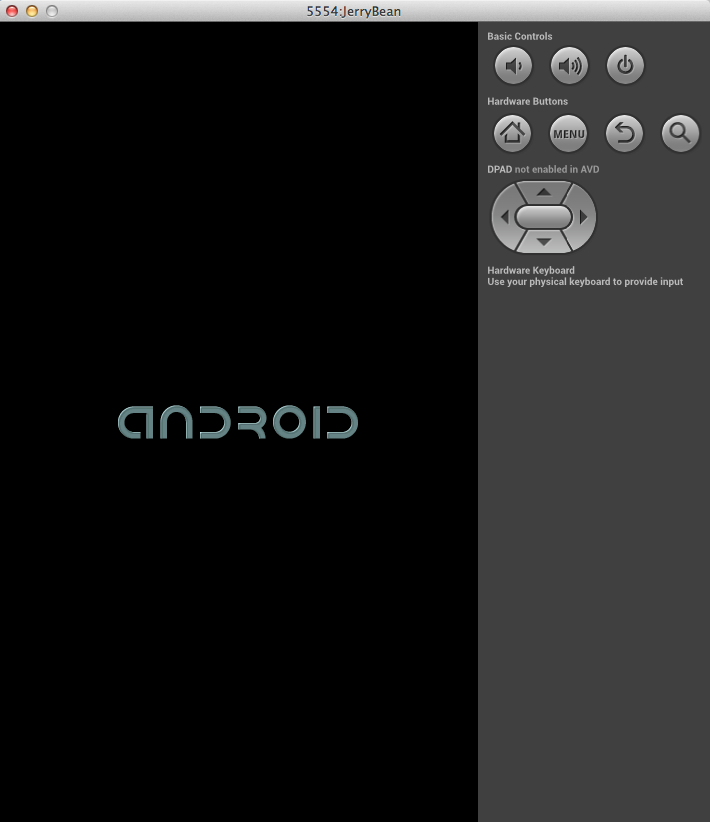 5554:JerryBean
Basic Controls
Hardware Buttons
MENU
DPAD not enabled in AVD
Hardware Keyboard
Use your physical keyboard to provide input
ANDROID